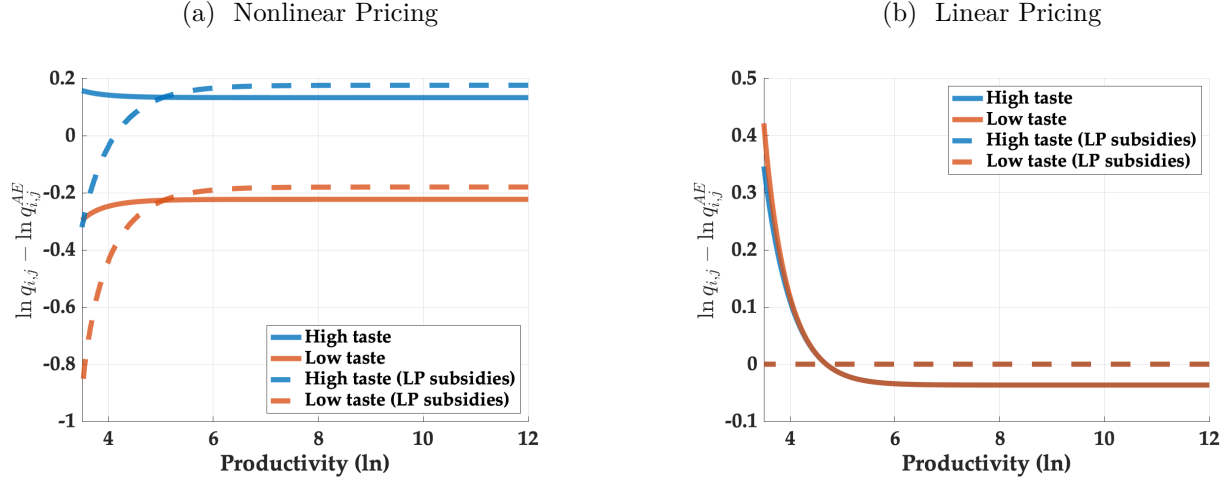 (a) Nonlinear Pricing
0.2
0
-0.2
-0.4
-0.6
-0.8
-1
4
6
8
10
12
ln q_{i,j} − ln q_{i,j}^{AE}
Productivity (ln)
High taste
Low taste
High taste (LP subsidies)
Low taste (LP subsidies)
(b) Linear Pricing
0.5
0.4
0.3
0.2
0.1
0
-0.1
4
6
8
10
12
ln q_{i,j} − ln q_{i,j}^{AE}
Productivity (ln)
High taste
Low taste
High taste (LP subsidies)
Low taste (LP subsidies)